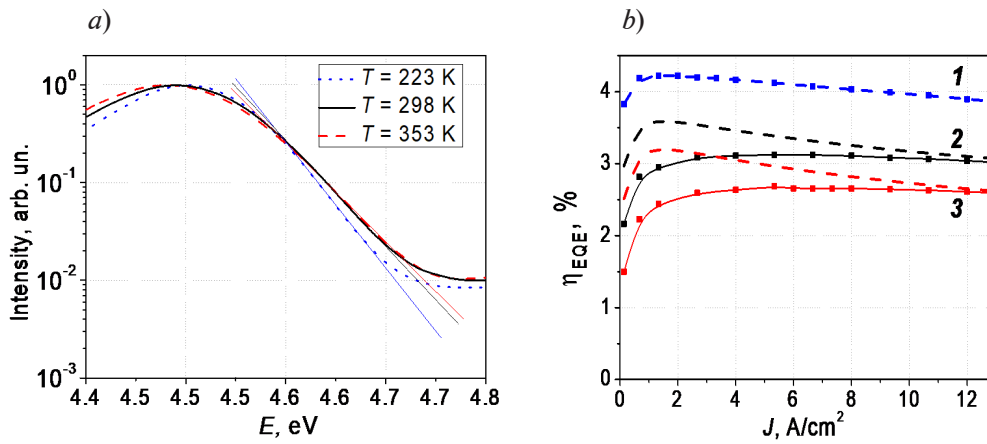 a)
b)
10⁰
10⁻¹
10⁻²
10⁻³
Intensity, arb. un.
T = 223 K
T = 298 K
T = 353 K
4.4 4.5 4.5 4.6 4.6 4.7 4.7 4.8
E, eV
4
3
2
1
0
η_EQE, %
1
2
3
0 2 4 6 8 10 12
J, A/cm²